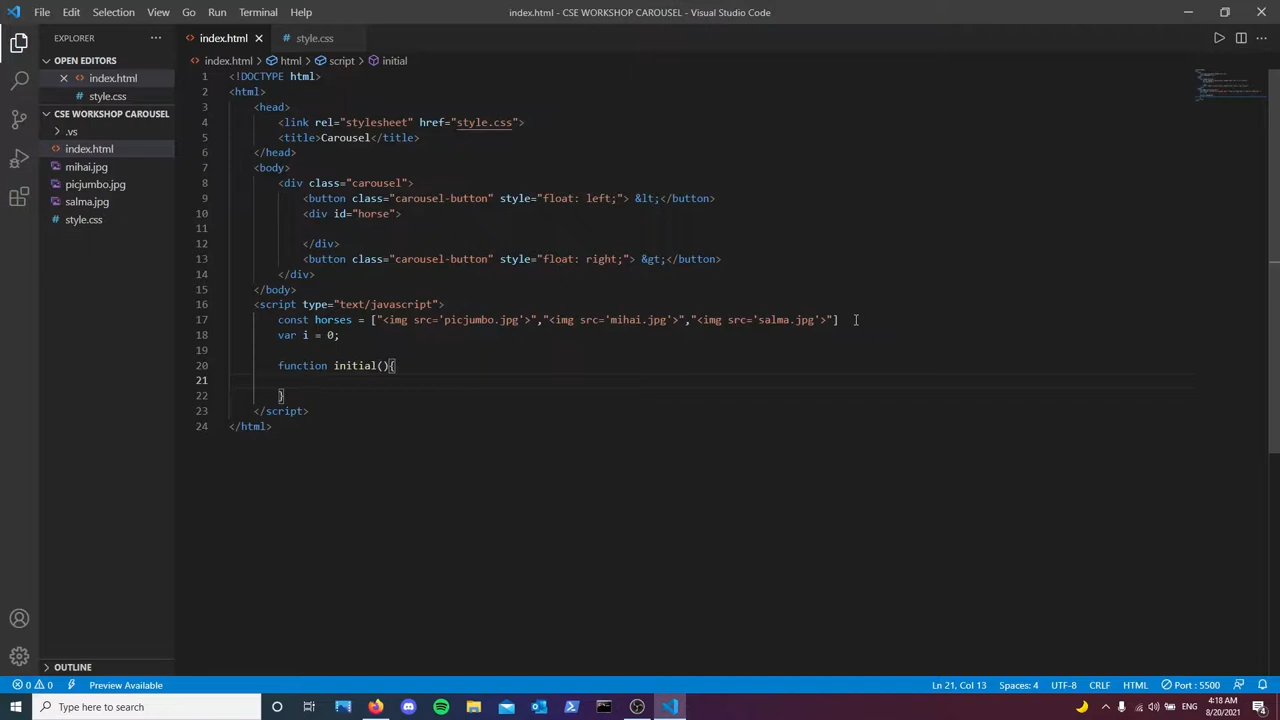 File Edit Selection View Go Run Terminal Help
index.html - CSE WORKSHOP CAROUSEL - Visual Studio Code
EXPLORER
OPEN EDITORS
index.html
style.css
CSE WORKSHOP CAROUSEL
.vs
index.html
mihai.jpg
picjumbo.jpg
salma.jpg
style.css
OUTLINE
index.html style.css
index.html > html > script > initial
1 <!DOCTYPE html>
2 <html>
3 <head>
4 <link rel="stylesheet" href="style.css">
5 <title>Carousel</title>
6 </head>
7 <body>
8 <div class="carousel">
9 <button class="carousel-button" style="float: left;"> &lt;</button>
10 <div id="horse">
11
12 </div>
13 <button class="carousel-button" style="float: right;"> &gt;</button>
14 </div>
15 </body>
16 <script type="text/javascript">
17 const horses = ["<img src='picjumbo.jpg'>","<img src='mihai.jpg'>","<img src='salma.jpg'>"]
18 var i = 0;
19
20 function initial(){
21
22 }
23 </script>
24 </html>
0 0 Preview Available Ln 21, Col 13 Spaces: 4 UTF-8 CRLF HTML Port : 5500
Type here to search
ENG
4:18 AM
8/20/2021